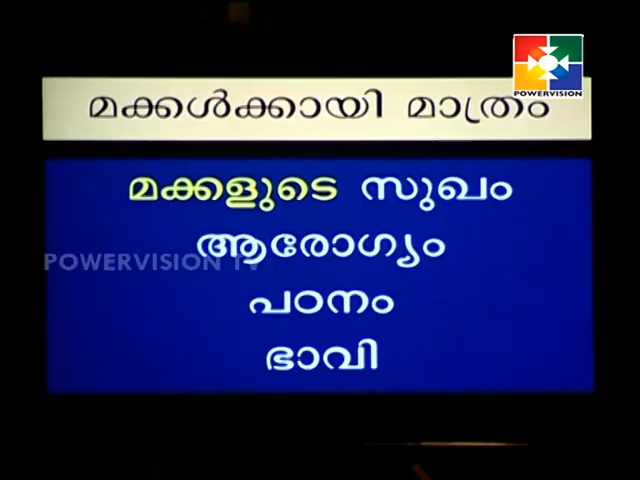 POWERVISION
മക്കൾക്കായി മാത്രം
മക്കളുടെ സുഖം
ആരോഗ്യം
POWERVISION TV
പഠനം
ഭാവി